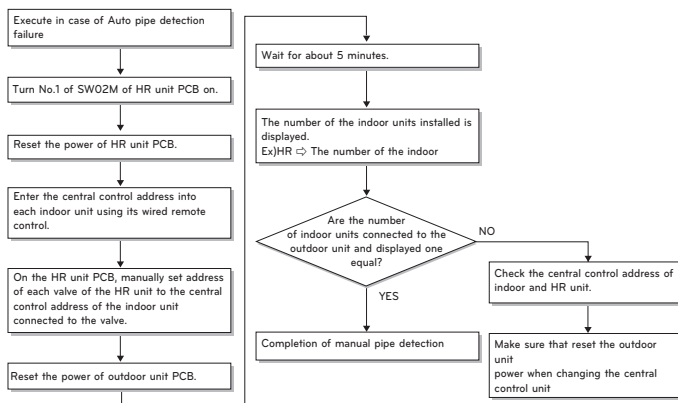 Execute in case of Auto pipe detection
failure
Turn No.1 of SW02M of HR unit PCB on.
Reset the power of HR unit PCB.
Enter the central control address into
each indoor unit using its wired remote
control.
On the HR unit PCB, manually set address
of each valve of the HR unit to the central
control address of the indoor unit
connected to the valve.
Reset the power of outdoor unit PCB.
Wait for about 5 minutes.
The number of the indoor units installed is
displayed.
Ex)HR ⇨ The number of the indoor
Are the number
of indoor units connected to the
outdoor unit and displayed one
equal?
NO
YES
Completion of manual pipe detection
Check the central control address of
indoor and HR unit.
Make sure that reset the outdoor
unit
power when changing the central
control unit